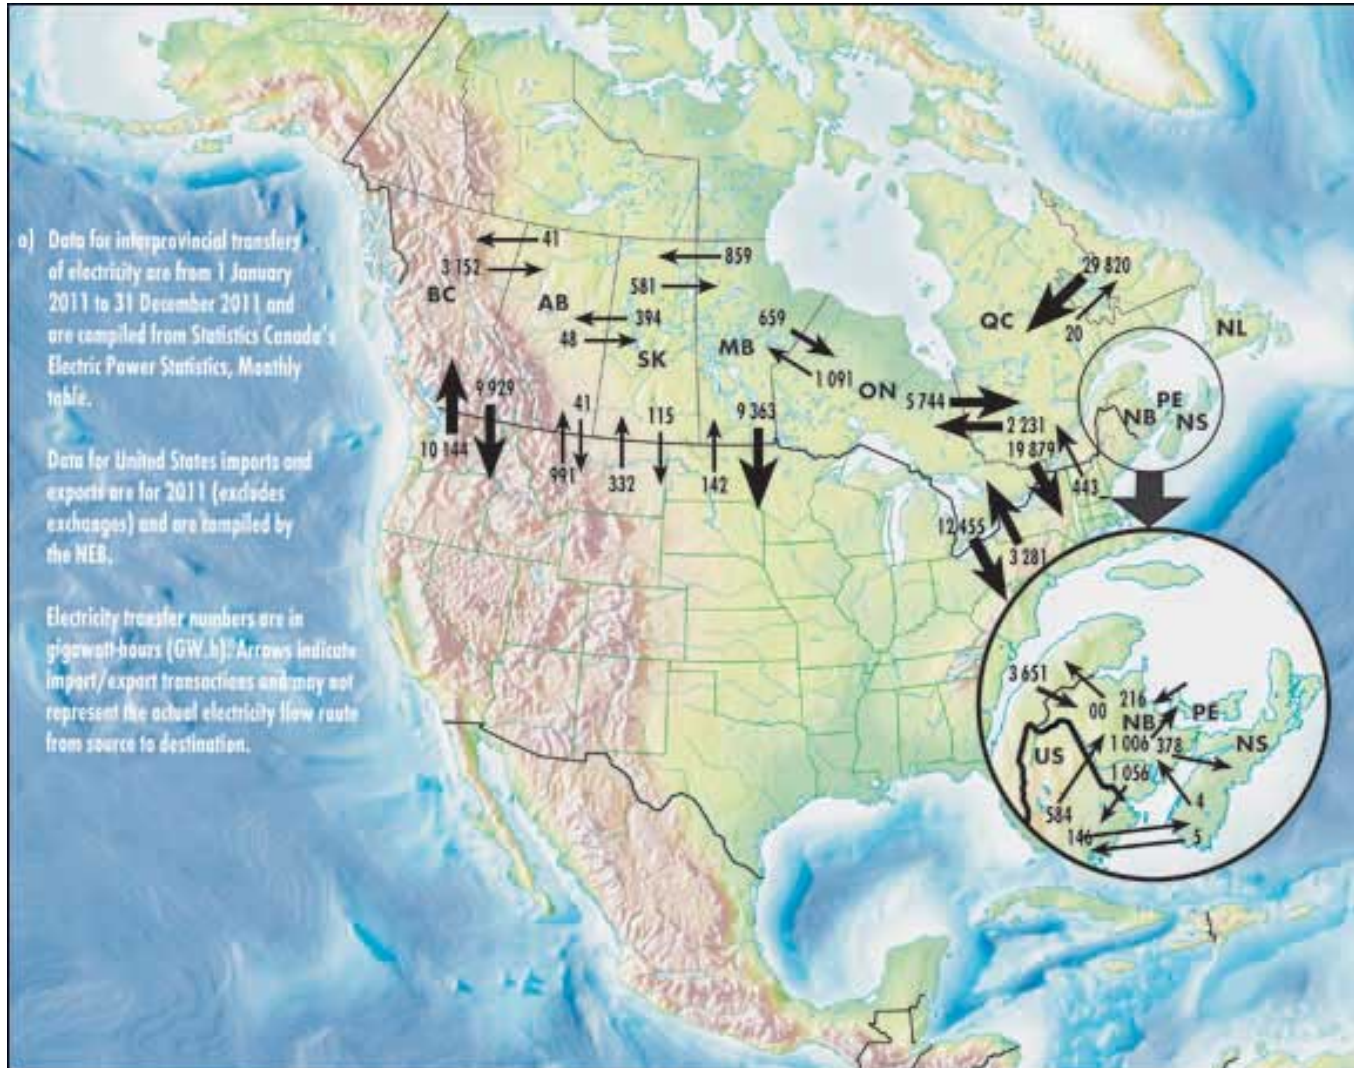 a) Data for interprovincial transfers
of electricity are from 1 January
2011 to 31 December 2011 and
are compiled from Statistics Canada's
Electric Power Statistics, Monthly
table.
Data for United States imports and
exports are for 2011 (excludes
exchanges) and are compiled by
the NEB.
Electricity transfer numbers are in
gigawatt-hours (GW.h). Arrows indicate
import/export transactions and may not
represent the actual electricity flow route
from source to destination.
41
3 152
BC
AB
859
581
394
48
SK
MB
659
1 091
ON
QC
29 820
20
NL
PE
NB
NS
5 744
2 231
19 879
443
9 929
10 144
41
991
115
332
9 363
142
12 455
3 281
3 651
00
216
NB
PE
1 006
378
NS
US
1 056
584
4
146
5